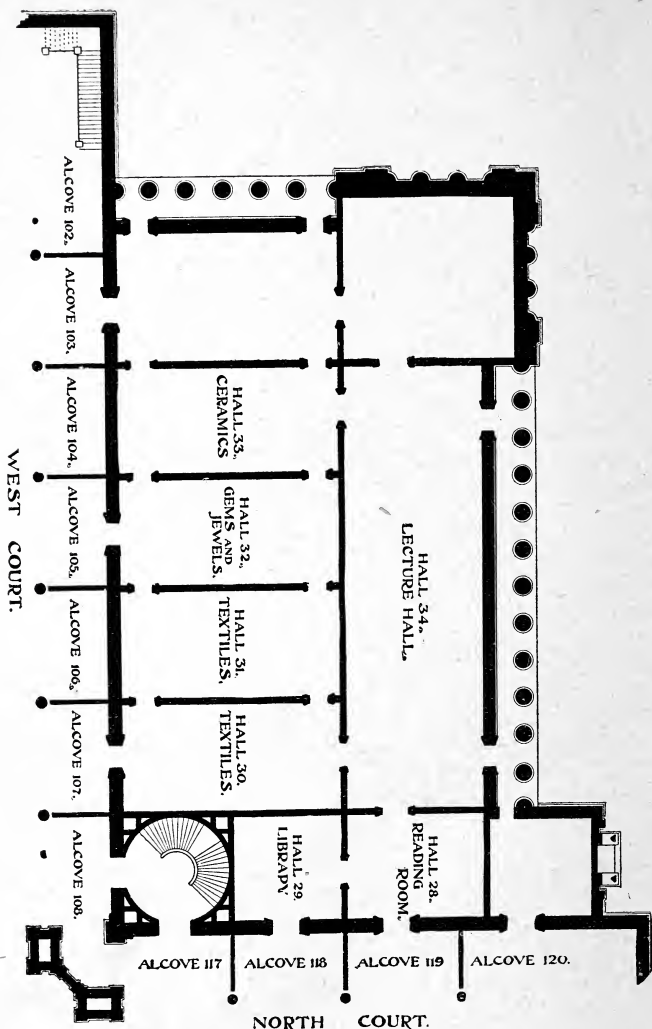 ALCOVE 102.
ALCOVE 103.
ALCOVE 104.
ALCOVE 105.
ALCOVE 106.
ALCOVE 107.
ALCOVE 108.
WEST COURT.
HALL 33.
CERAMICS
HALL 32.
GEMS AND
JEWELS.
HALL 31.
TEXTILES.
HALL 30.
TEXTILES.
HALL 34.
LECTURE HALL.
HALL 29.
LIBRARY
HALL 28.
READING
ROOM.
ALCOVE 117
ALCOVE 118
ALCOVE 119
ALCOVE 120.
NORTH COURT.